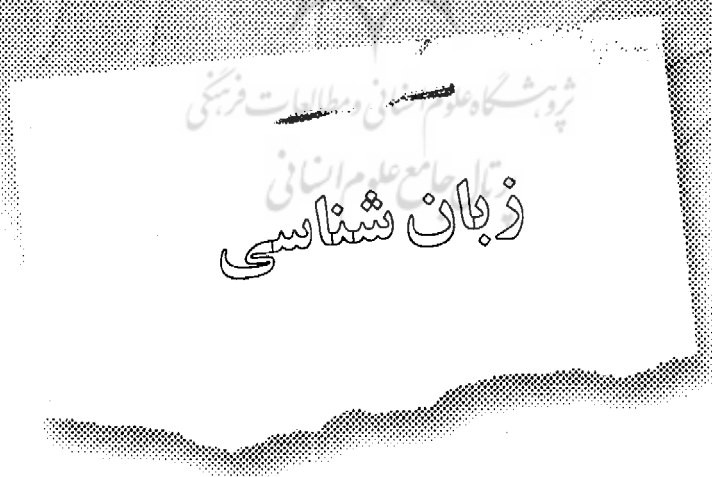 پژوهشگاه علوم انسانی و مطالعات فرهنگی
پرتال جامع علوم انسانی
زبان شناسی